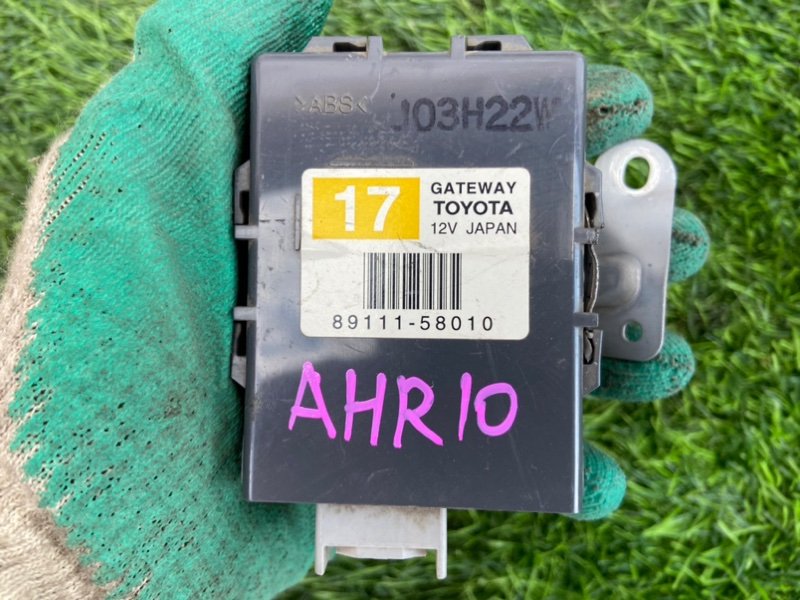 >ABS<
J03H22W
17
GATEWAY
TOYOTA
12V JAPAN
89111-58010
AHR10